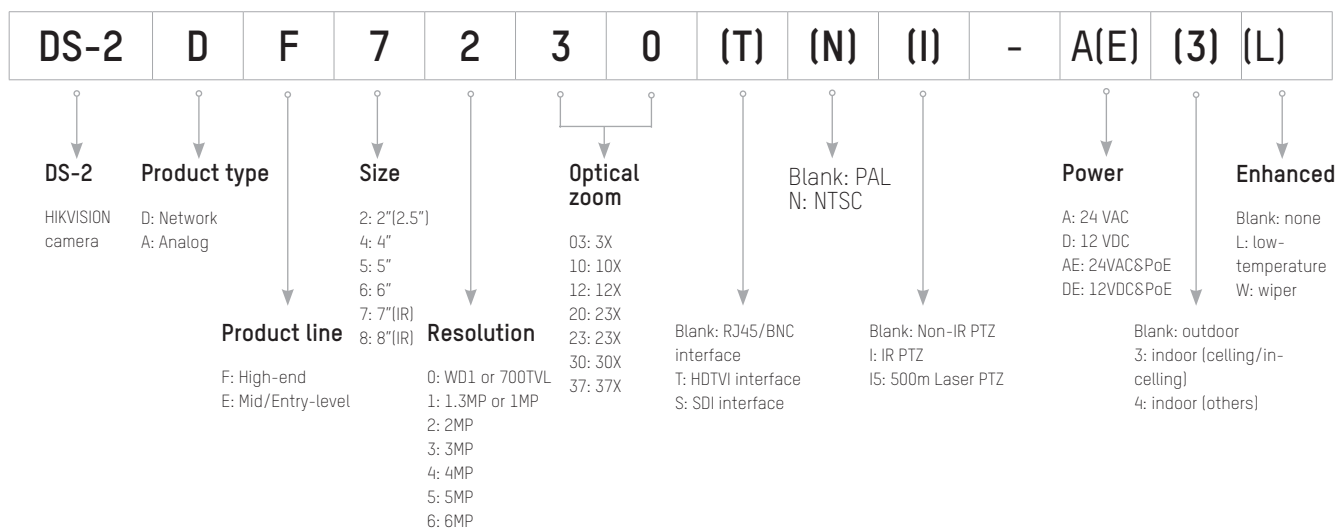 DS-2 D F 7 2 3 0 (T) (N) (I) - A(E) (3) (L)
DS-2
HIKVISION
camera
Product type
D: Network
A: Analog
Product line
F: High-end
E: Mid/Entry-level
Size
2: 2"(2.5")
4: 4"
5: 5"
6: 6"
7: 7"(IR)
8: 8"(IR)
Resolution
0: WD1 or 700TVL
1: 1.3MP or 1MP
2: 2MP
3: 3MP
4: 4MP
5: 5MP
6: 6MP
Optical
zoom
03: 3X
10: 10X
12: 12X
20: 23X
23: 23X
30: 30X
37: 37X
Blank: RJ45/BNC
interface
T: HDTVI interface
S: SDI interface
Blank: PAL
N: NTSC
Blank: Non-IR PTZ
I: IR PTZ
I5: 500m Laser PTZ
Power
A: 24 VAC
D: 12 VDC
AE: 24VAC&PoE
DE: 12VDC&PoE
Blank: outdoor
3: indoor (celling/in-
celling)
4: indoor (others)
Enhanced
Blank: none
L: low-
temperature
W: wiper